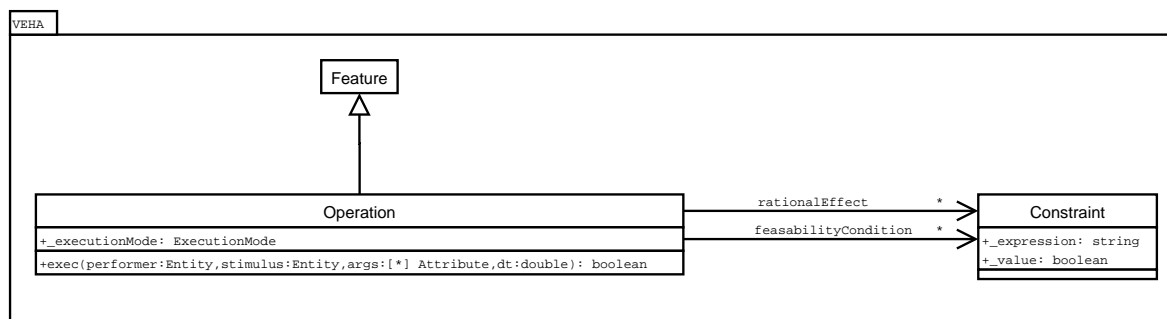 VEHA
Feature
Operation
+_executionMode: ExecutionMode
+exec(performer:Entity,stimulus:Entity,args:[*] Attribute,dt:double): boolean
rationalEffect *
feasabilityCondition *
Constraint
+_expression: string
+_value: boolean